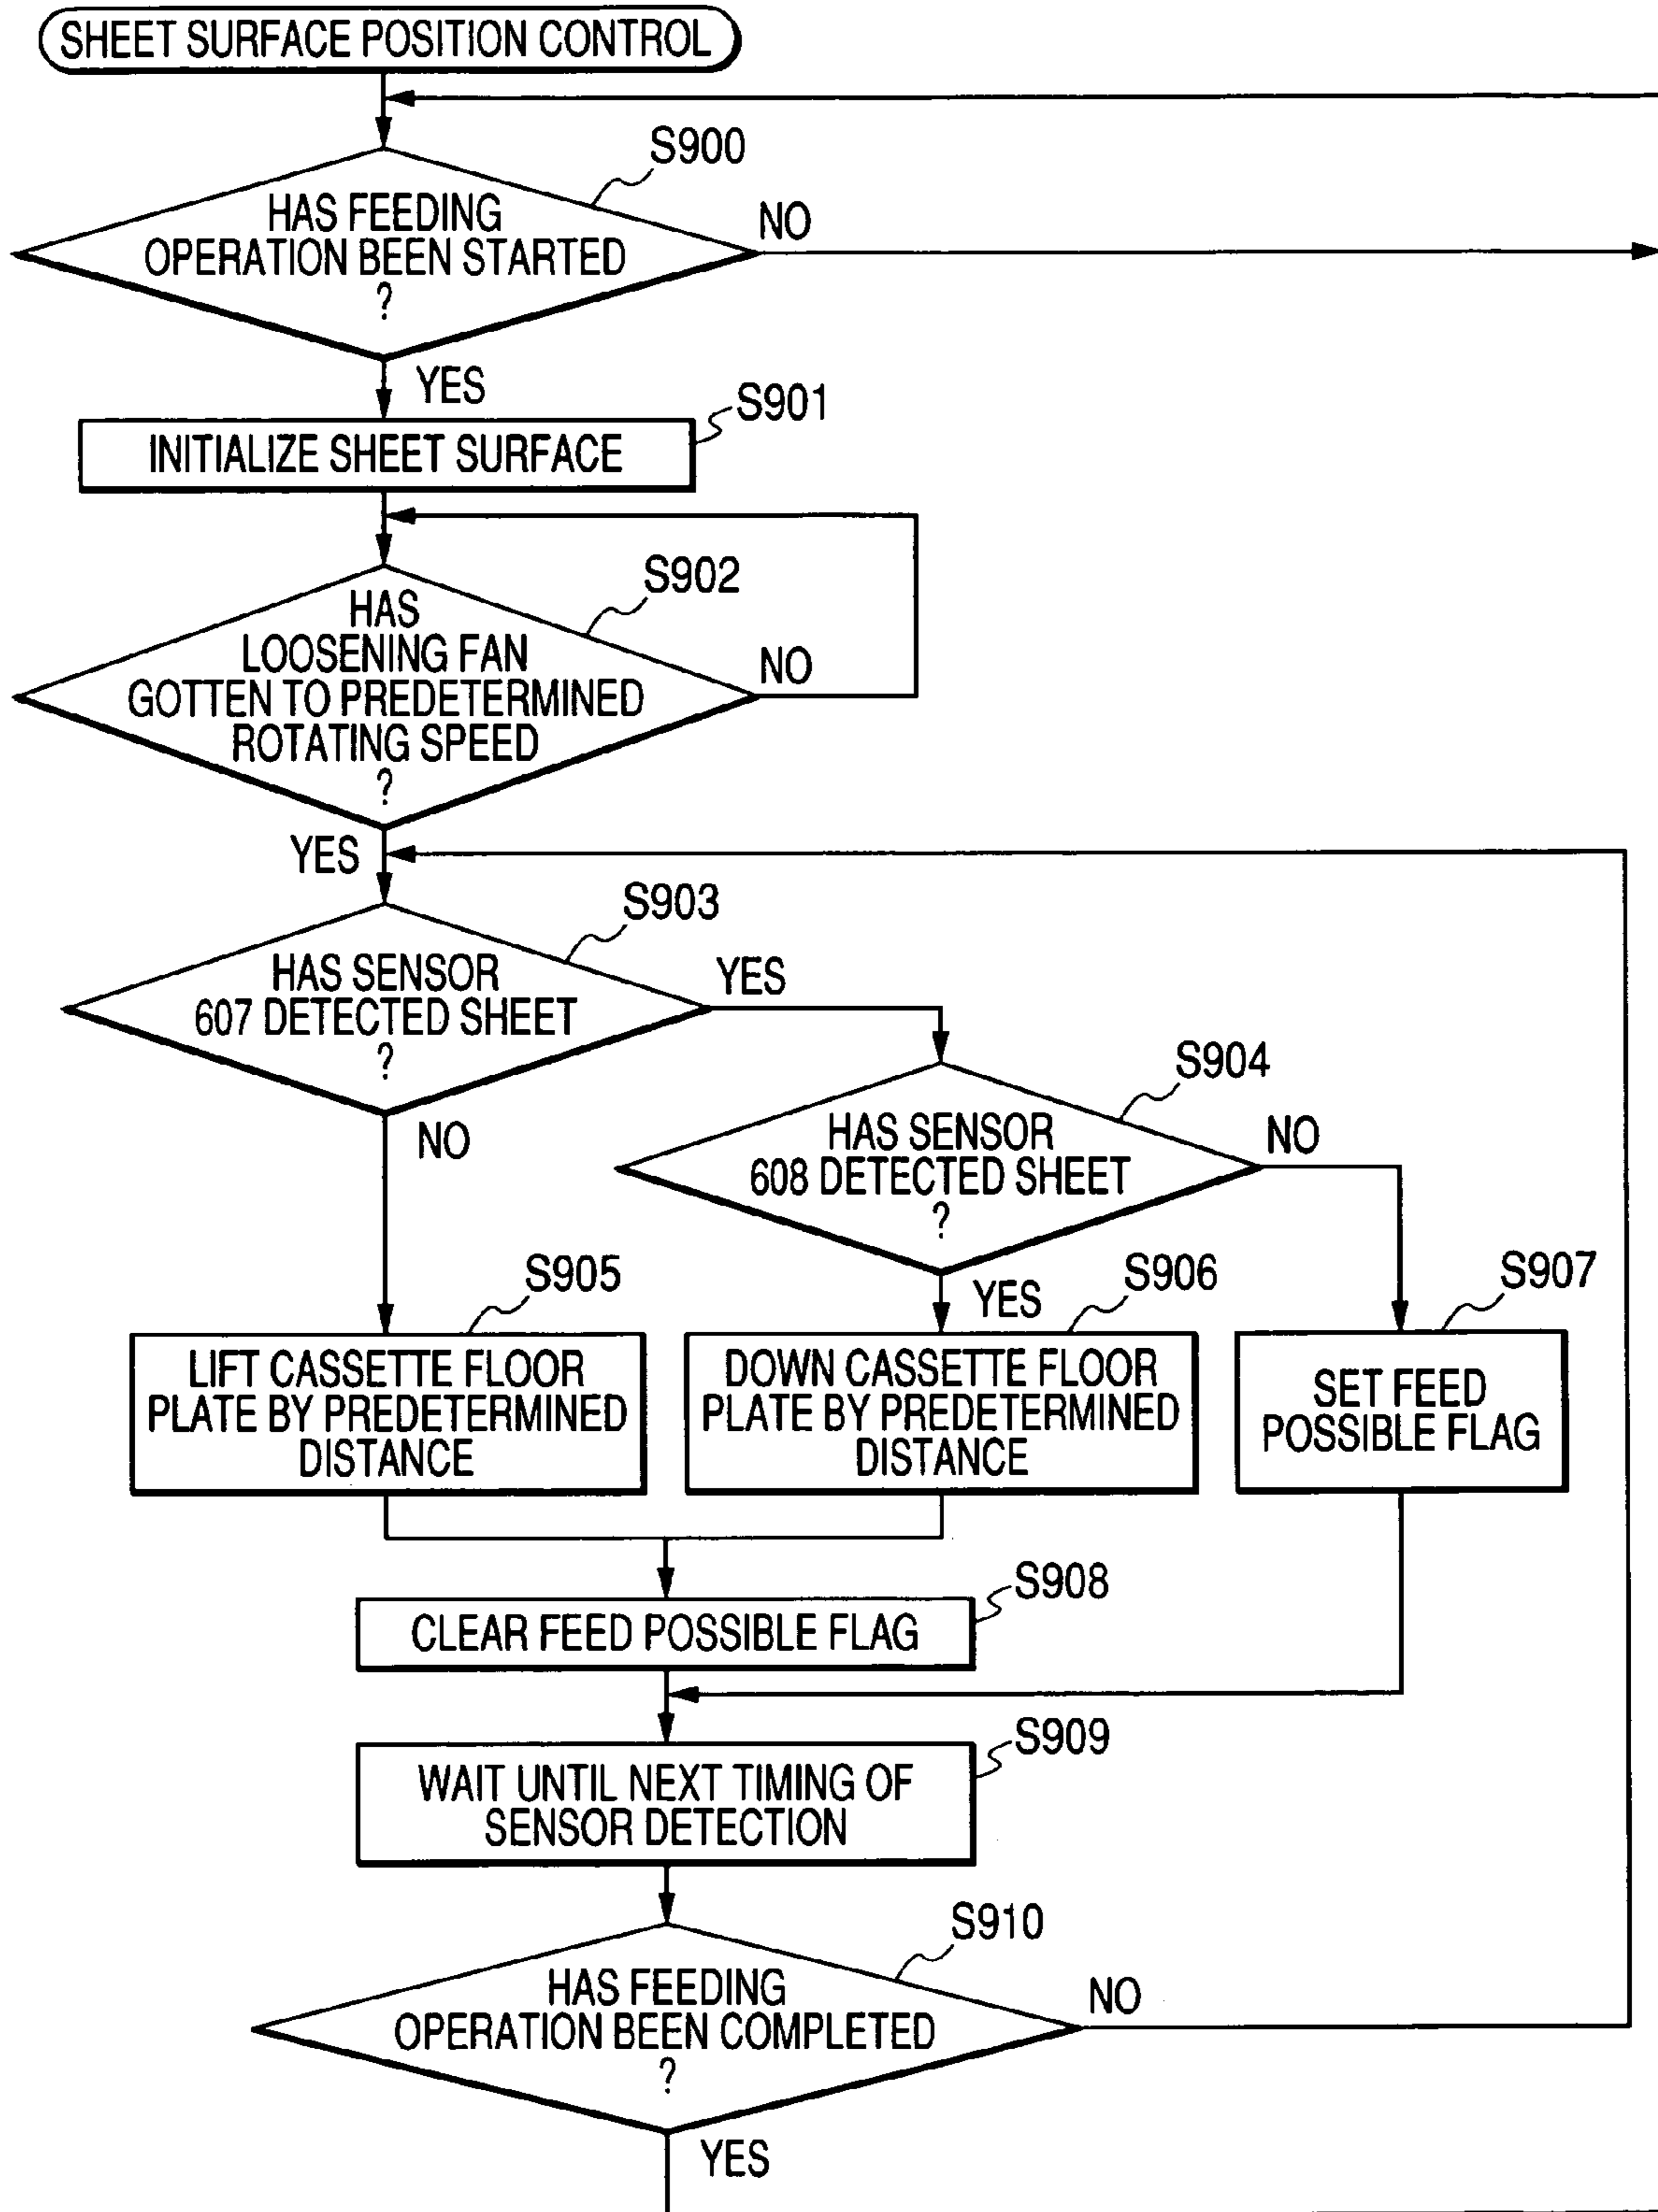 SHEET SURFACE POSITION CONTROL
S900
HAS FEEDING
OPERATION BEEN STARTED
?
NO
YES
S901
INITIALIZE SHEET SURFACE
S902
HAS
LOOSENING FAN
GOTTEN TO PREDETERMINED
ROTATING SPEED
?
NO
YES
S903
HAS SENSOR
607 DETECTED SHEET
?
YES
NO
S904
HAS SENSOR
608 DETECTED SHEET
?
NO
YES
S905
LIFT CASSETTE FLOOR
PLATE BY PREDETERMINED
DISTANCE
S906
DOWN CASSETTE FLOOR
PLATE BY PREDETERMINED
DISTANCE
S907
SET FEED
POSSIBLE FLAG
S908
CLEAR FEED POSSIBLE FLAG
S909
WAIT UNTIL NEXT TIMING OF
SENSOR DETECTION
S910
HAS FEEDING
OPERATION BEEN COMPLETED
?
NO
YES